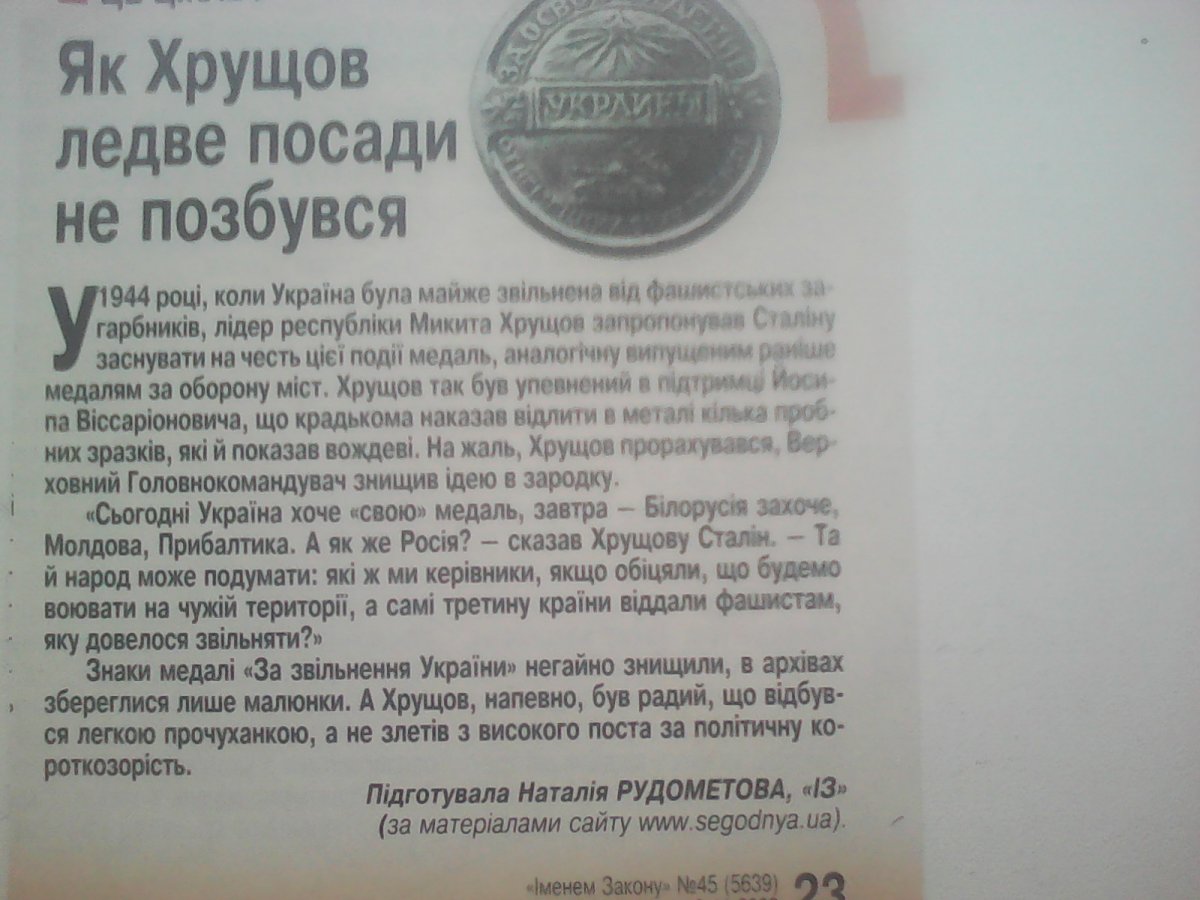 Як Хрущов
ледве посади
не позбувся
ЗА ОСВОБОЖДЕНИЕ
УКРАИНЫ
У 1944 році, коли Україна була майже звільнена від фашистських за-
гарбників, лідер республіки Микита Хрущов запропонував Сталіну
заснувати на честь цієї події медаль, аналогічну випущеним раніше
медалям за оборону міст. Хрущов так був упевнений в підтримці Йоси-
па Віссаріоновича, що крадькома наказав відлити в металі кілька проб-
них зразків, які й показав вождеві. На жаль, Хрущов прорахувався, Вер-
ховний Головнокомандувач знищив ідею в зародку.
«Сьогодні Україна хоче «свою» медаль, завтра – Білорусія захоче,
Молдова, Прибалтика. А як же Росія? – сказав Хрущову Сталін. – Та
й народ може подумати: які ж ми керівники, якщо обіцяли, що будемо
воювати на чужій території, а самі третину країни віддали фашистам,
яку довелося звільняти?»
Знаки медалі «За звільнення України» негайно знищили, в архівах
збереглися лише малюнки. А Хрущов, напевно, був радий, що відбув-
ся легкою прочуханкою, а не злетів з високого поста за політичну ко-
роткозорість.
Підготувала Наталія РУДОМЕТОВА, «ІЗ»
(за матеріалами сайту www.segodnya.ua).
«Іменем Закону» №45 (5639) 23